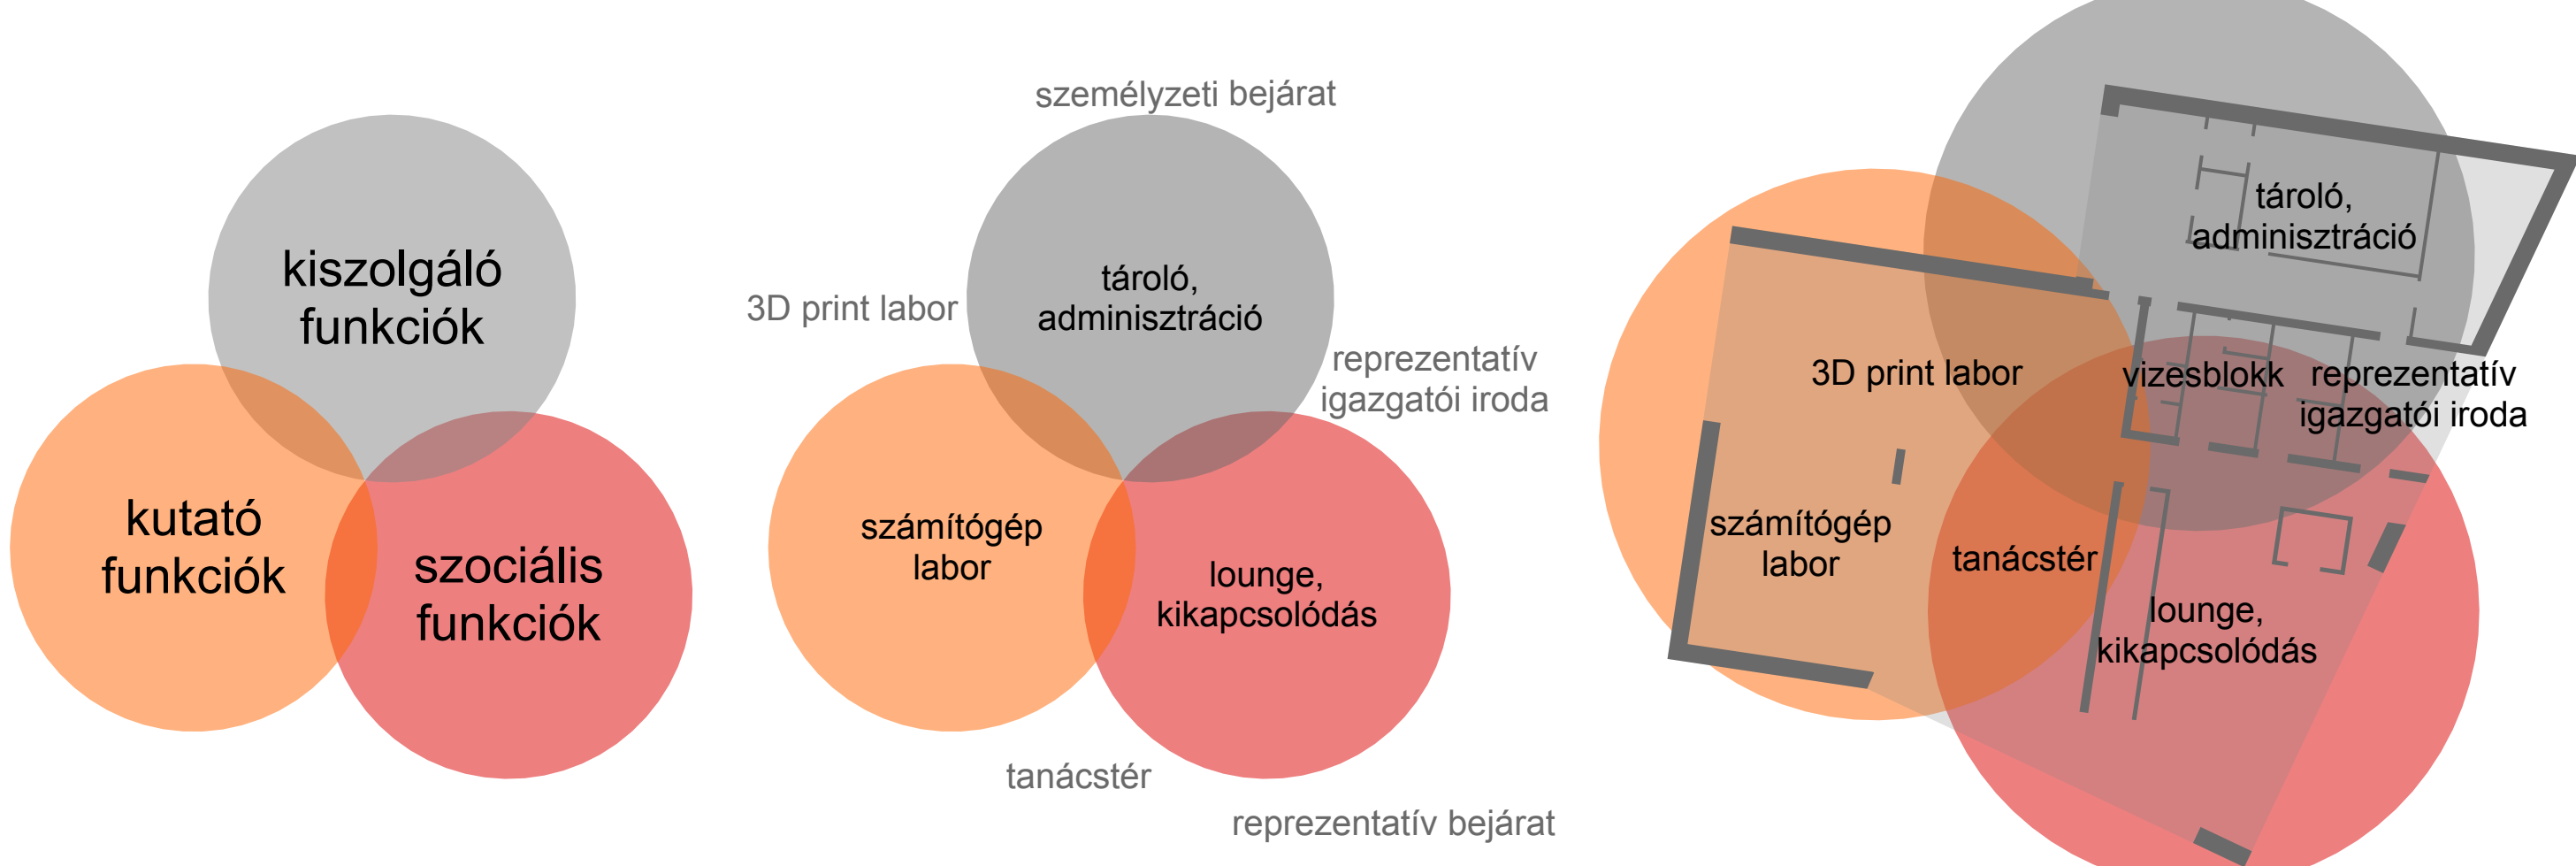 kiszolgáló
funkciók
kutató
funkciók
szociális
funkciók
személyzeti bejárat
3D print labor
tároló,
adminisztráció
reprezentatív
igazgatói iroda
számítógép
labor
lounge,
kikapcsolódás
tanácstér
reprezentatív bejárat
tároló,
adminisztráció
3D print labor
vizesblokk
reprezentatív
igazgatói iroda
számítógép
labor
tanácstér
lounge,
kikapcsolódás